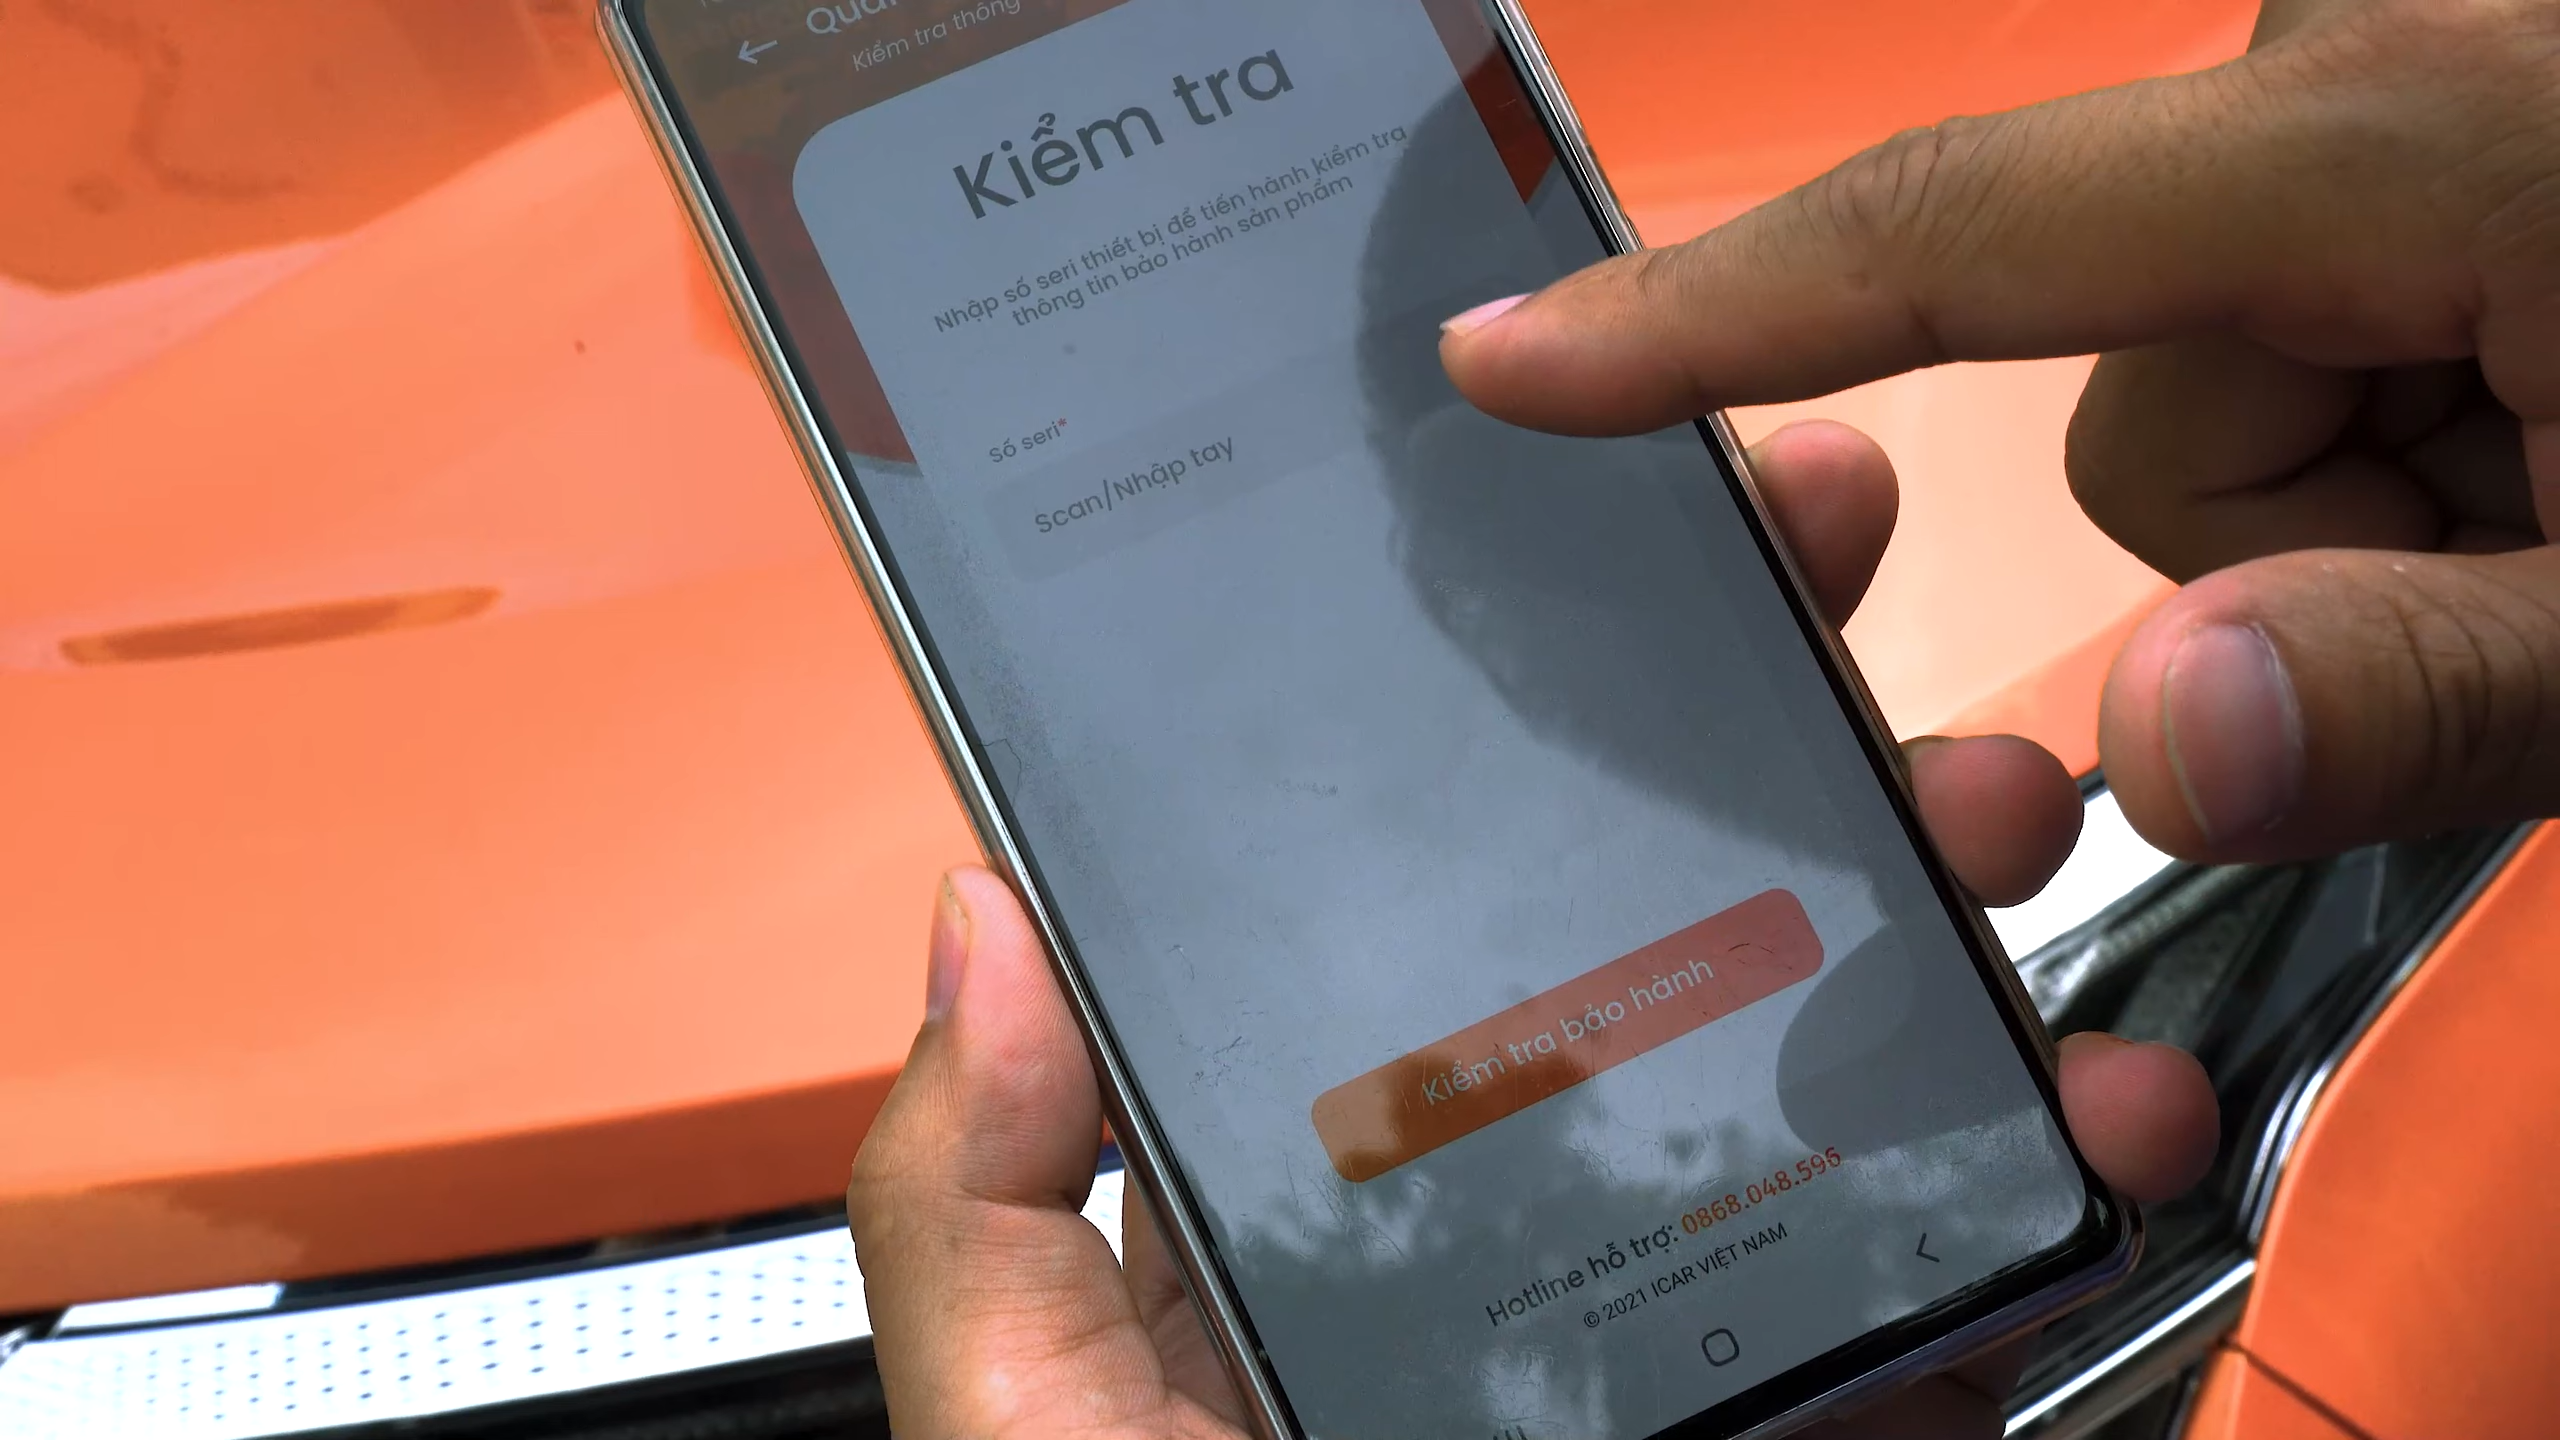 Kiểm tra thông
Kiểm tra
Nhập số seri thiết bị để tiến hành kiểm tra
thông tin bảo hành sản phẩm
Số seri*
Scan/Nhập tay
Kiểm tra bảo hành
Hotline hỗ trợ: 0868.048.596
© 2021 ICAR VIỆT NAM